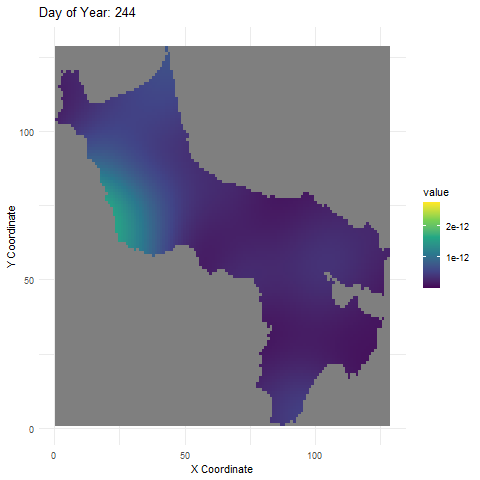 Day of Year: 244
Y Coordinate
100
50
0
0
50
100
X Coordinate
value
2e-12
1e-12